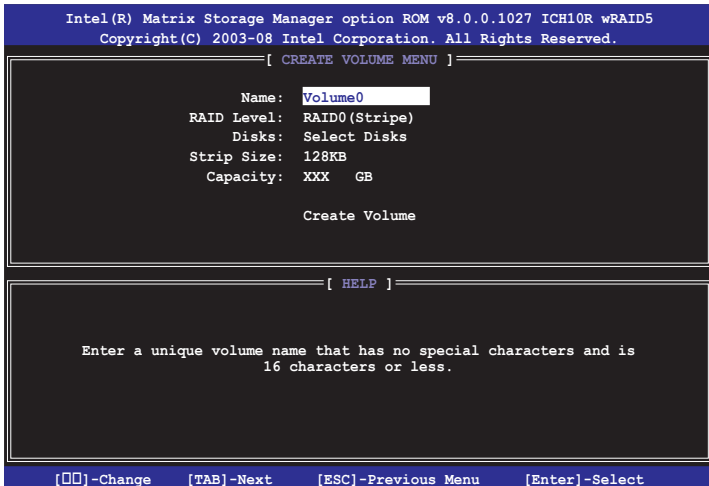 Intel(R) Matrix Storage Manager option ROM v8.0.0.1027 ICH10R wRAID5
Copyright(C) 2003-08 Intel Corporation. All Rights Reserved.
[ CREATE VOLUME MENU ]
Name: Volume0
RAID Level: RAID0(Stripe)
Disks: Select Disks
Strip Size: 128KB
Capacity: XXX GB
Create Volume
[ HELP ]
Enter a unique volume name that has no special characters and is
16 characters or less.
[□□]-Change [TAB]-Next [ESC]-Previous Menu [Enter]-Select